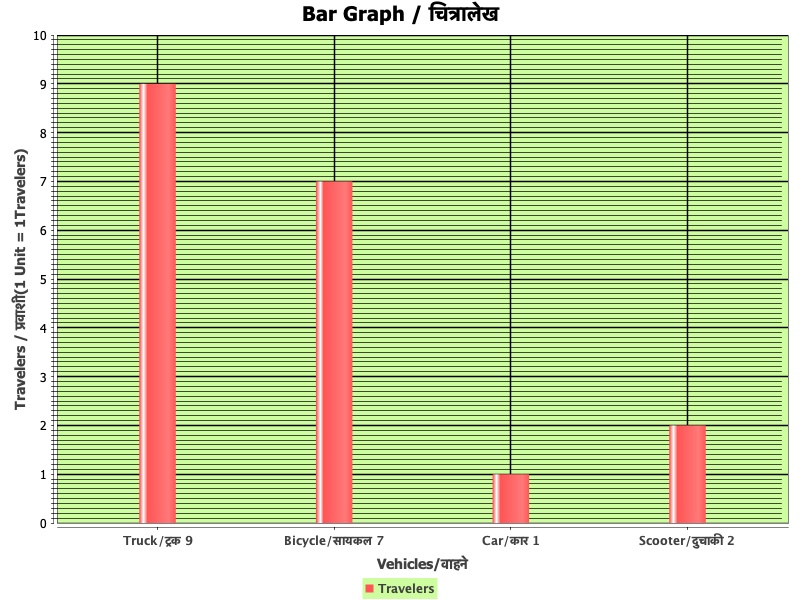 Bar Graph / चित्रालेख
Travelers / प्रवाशी(1 Unit = 1Travelers)
10
9
8
7
6
5
4
3
2
1
0
Truck/ट्रक 9 Bicycle/सायकल 7 Car/कार 1 Scooter/दुचाकी 2
Vehicles/वाहने
Travelers